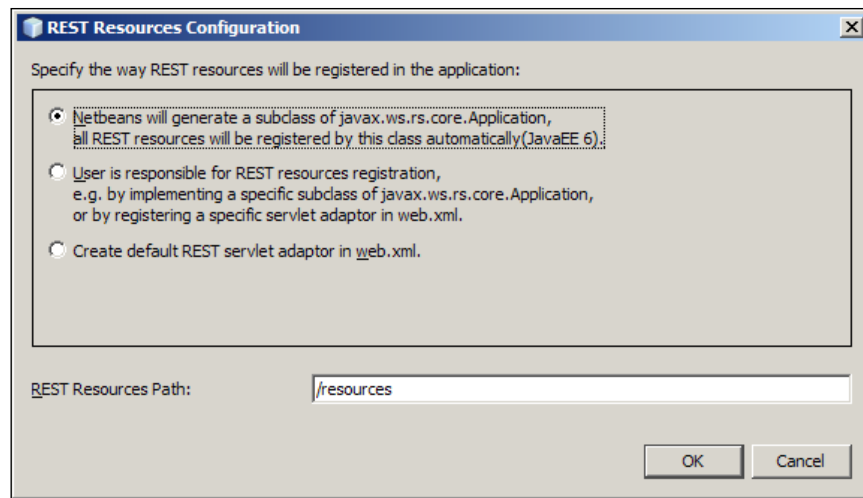 REST Resources Configuration
Specify the way REST resources will be registered in the application:
Netbeans will generate a subclass of javax.ws.rs.core.Application,
all REST resources will be registered by this class automatically(JavaEE 6).
User is responsible for REST resources registration,
e.g. by implementing a specific subclass of javax.ws.rs.core.Application,
or by registering a specific servlet adaptor in web.xml.
Create default REST servlet adaptor in web.xml.
REST Resources Path:
/resources
OK
Cancel